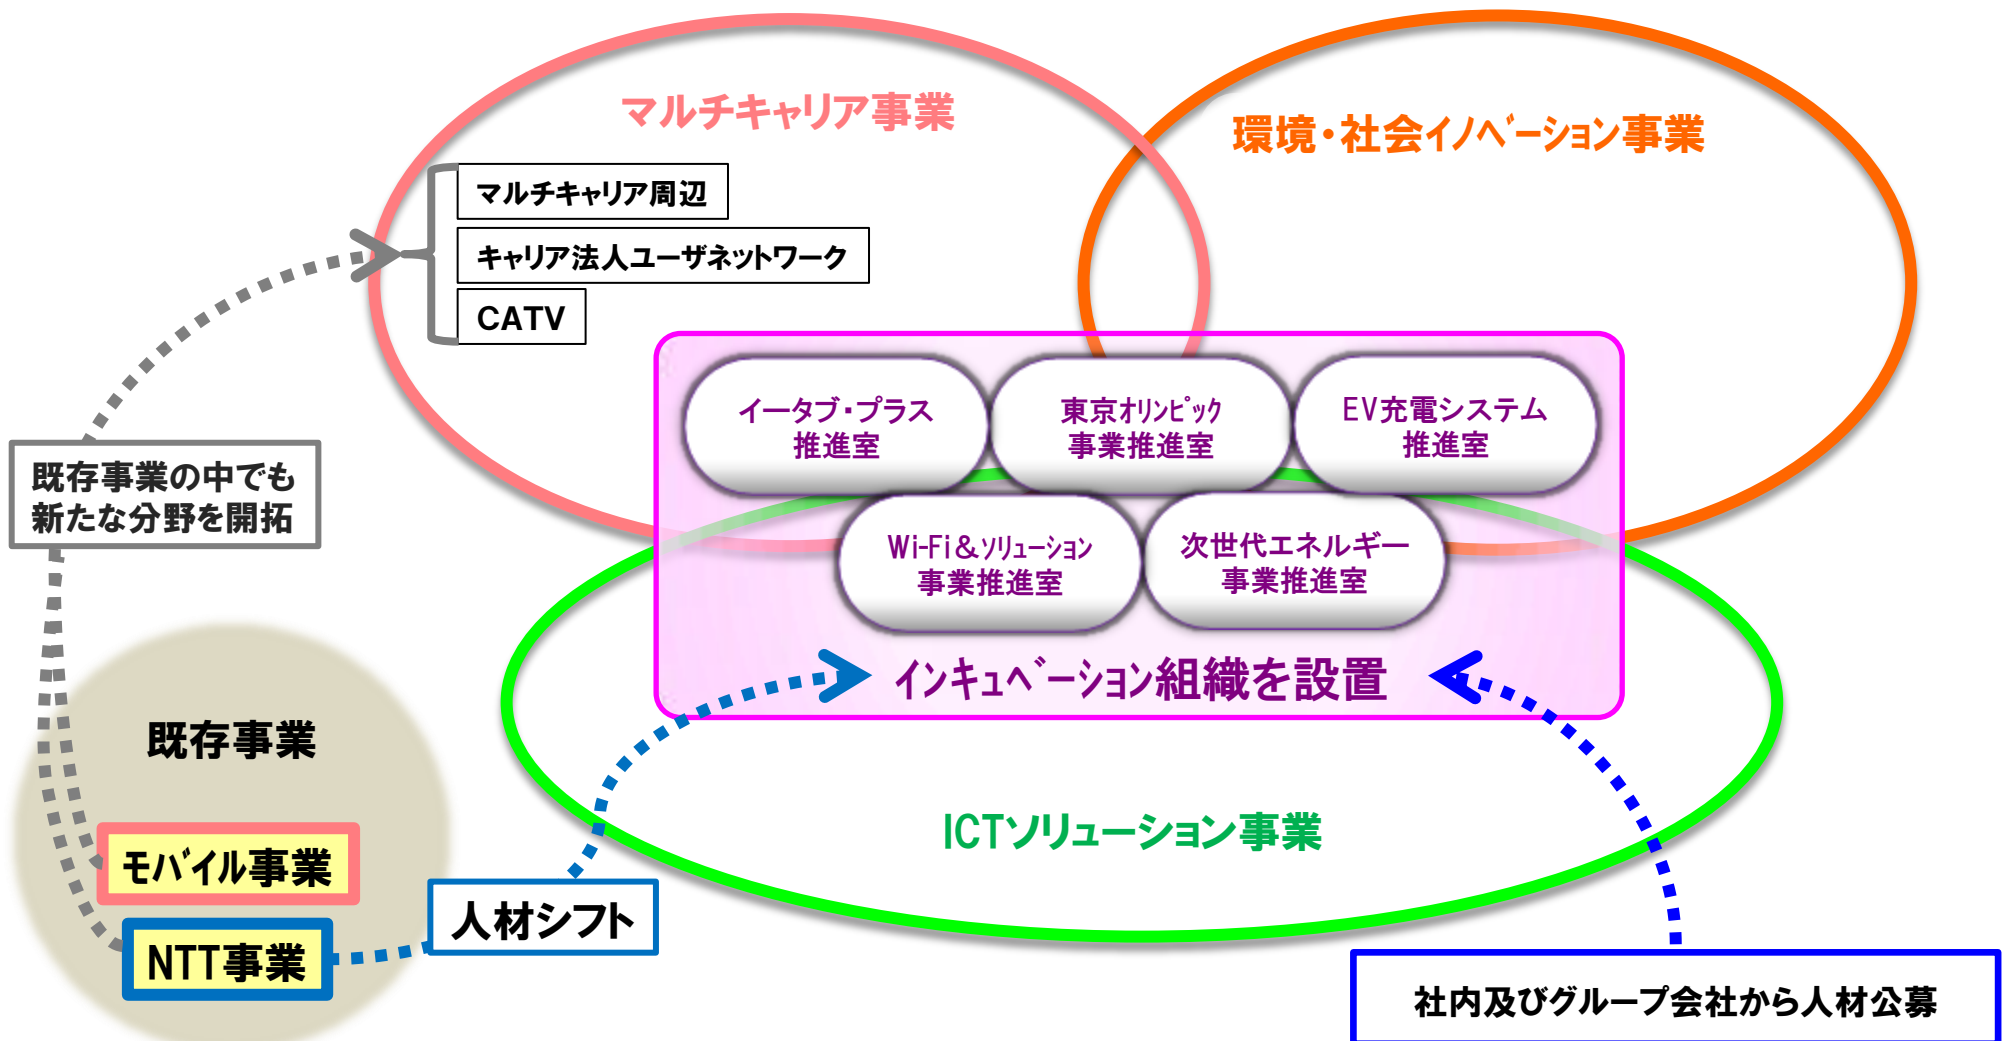 マルチキャリア事業
環境・社会イノベーション事業
マルチキャリア周辺
キャリア法人ユーザネットワーク
CATV
イータブ・プラス
推進室
東京オリンピック
事業推進室
EV充電システム
推進室
既存事業の中でも
新たな分野を開拓
Wi-Fi&ソリューション
事業推進室
次世代エネルギー
事業推進室
インキュベーション組織を設置
既存事業
ICTソリューション事業
モバイル事業
人材シフト
NTT事業
社内及びグループ会社から人材公募